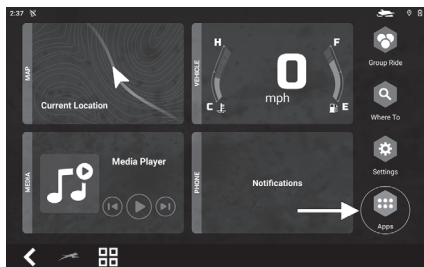 2:37
MAP
Current Location
VEHICLE
H
F
C
E
0
mph
Group Ride
Where To
Settings
Apps
MEDIA
Media Player
PHONE
Notifications
8